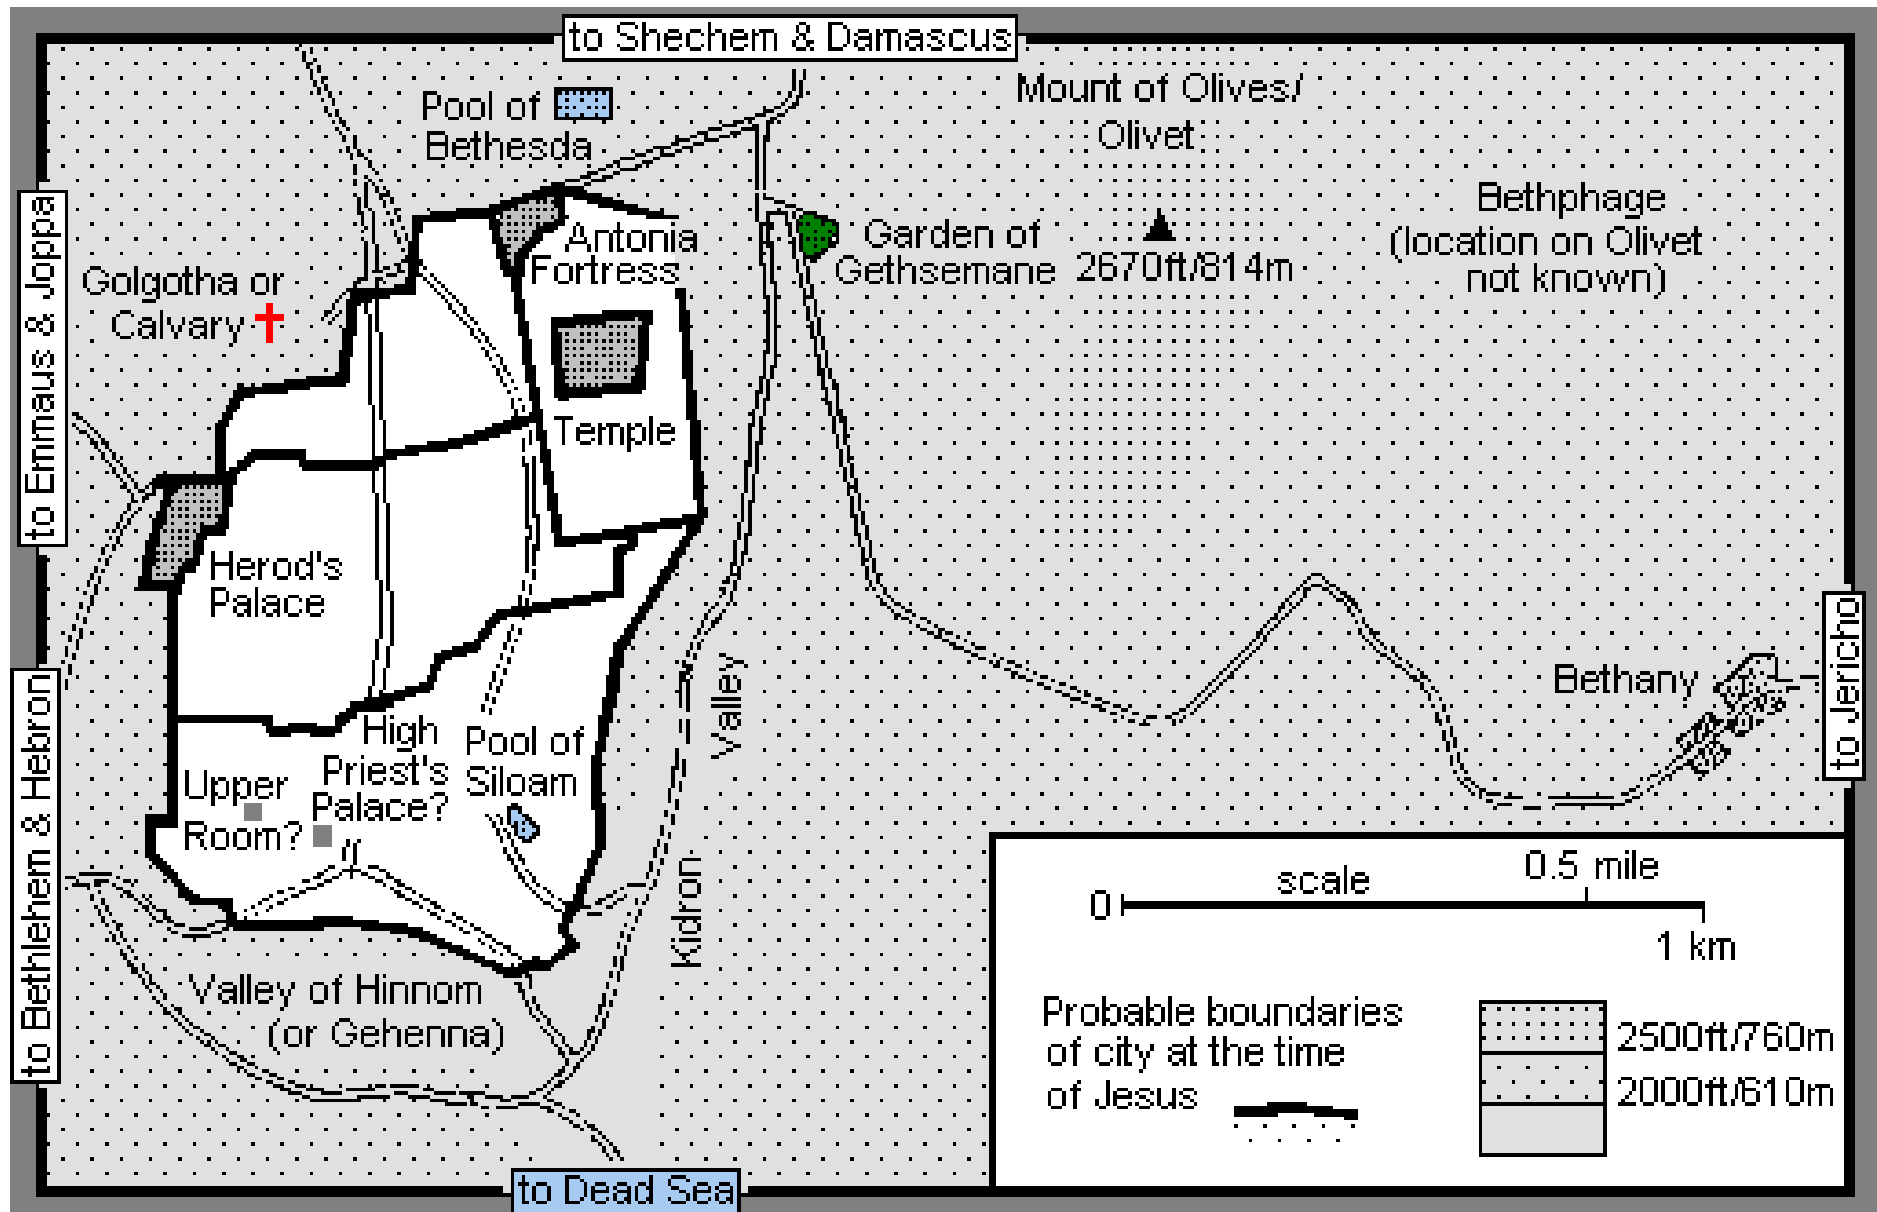 to Shechem & Damascus
Mount of Olives/
Olivet
Pool of
Bethesda
to Emmaus & Joppa
Bethphage
(location on Olivet
not known)
Antonia
Fortress
Garden of
Gethsemane
2670ft/814m
Golgotha or
Calvary
Temple
Herod's
Palace
to Jericho
Bethany
Kidron Valley
to Bethlehem & Hebron
High
Priest's
Palace?
Pool of
Siloam
Upper
Room?
Valley of Hinnom
(or Gehenna)
0
scale
0.5 mile
1 km
Probable boundaries
of city at the time
of Jesus
2500ft/760m
2000ft/610m
to Dead Sea